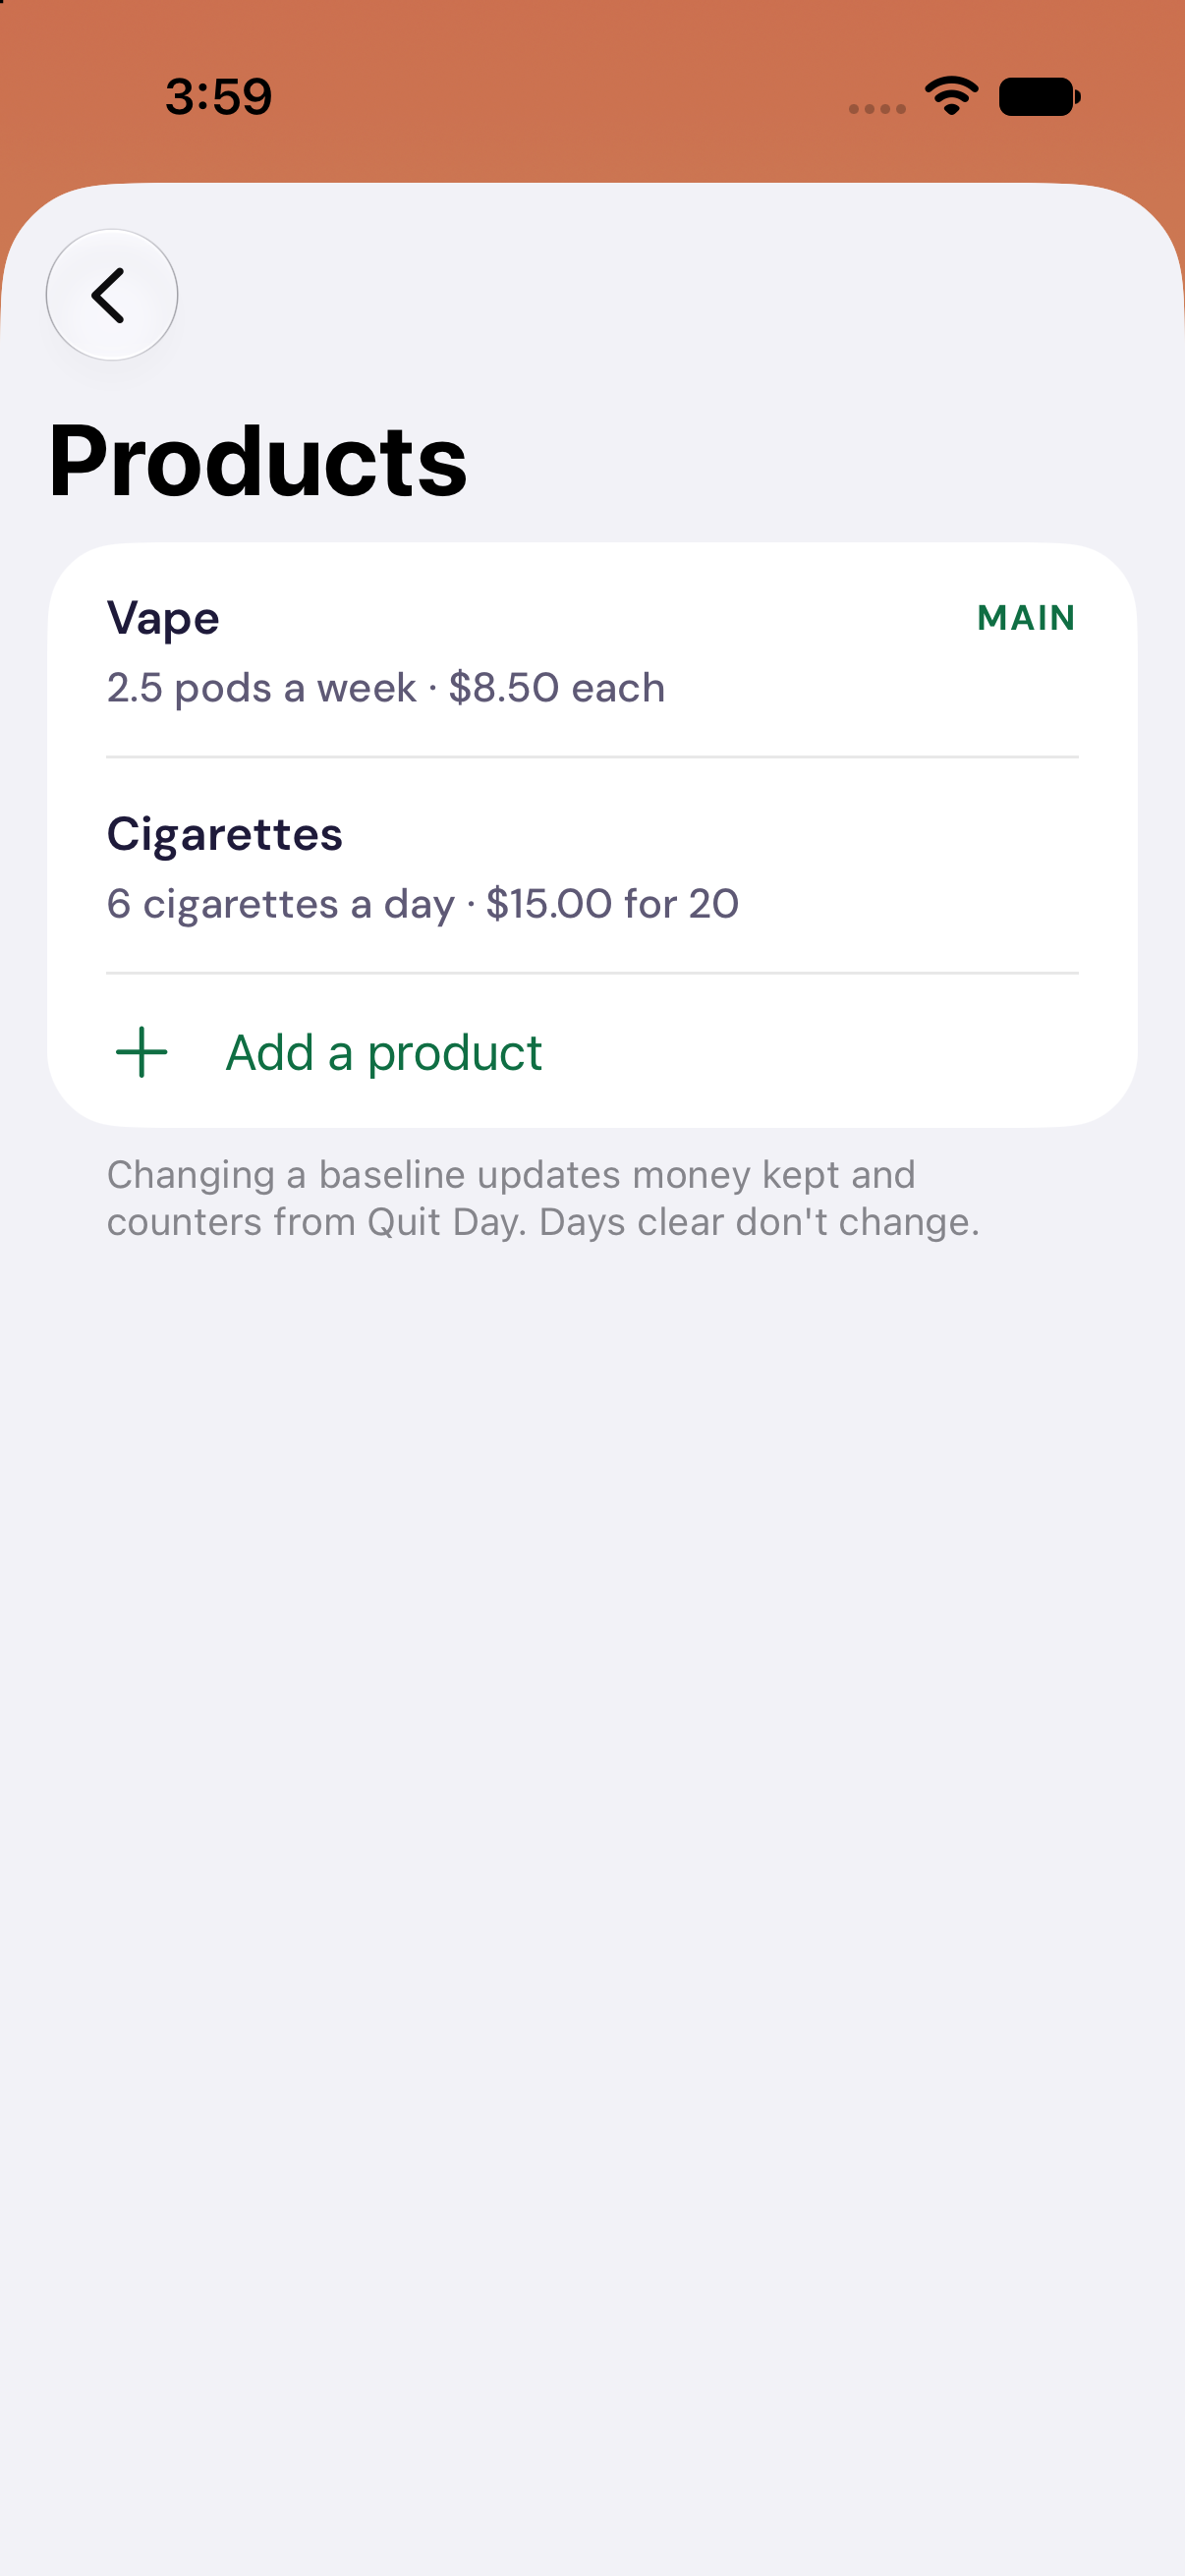 3:59
Products
Vape
MAIN
2.5 pods a week · $8.50 each
Cigarettes
6 cigarettes a day · $15.00 for 20
Add a product
Changing a baseline updates money kept and
counters from Quit Day. Days clear don't change.